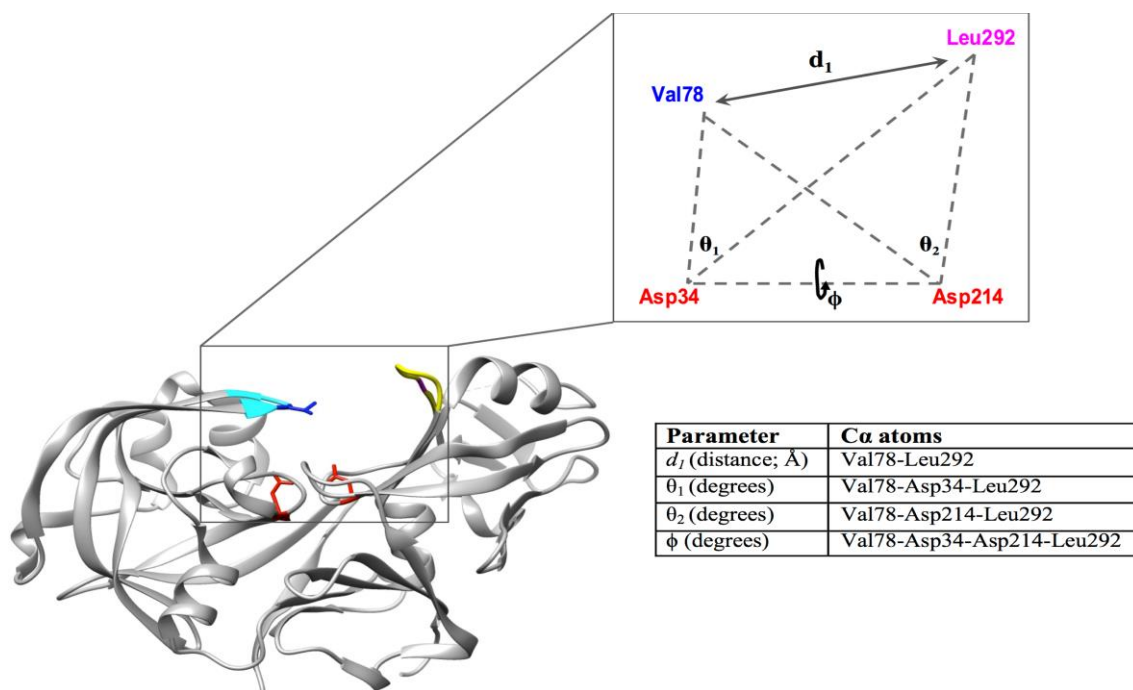 Leu292
d₁
Val78
θ₁ θ₂
Asp34 Asp214
ϕ
Parameter Cα atoms
d₁ (distance; Å) Val78-Leu292
θ₁ (degrees) Val78-Asp34-Leu292
θ₂ (degrees) Val78-Asp214-Leu292
ϕ (degrees) Val78-Asp34-Asp214-Leu292